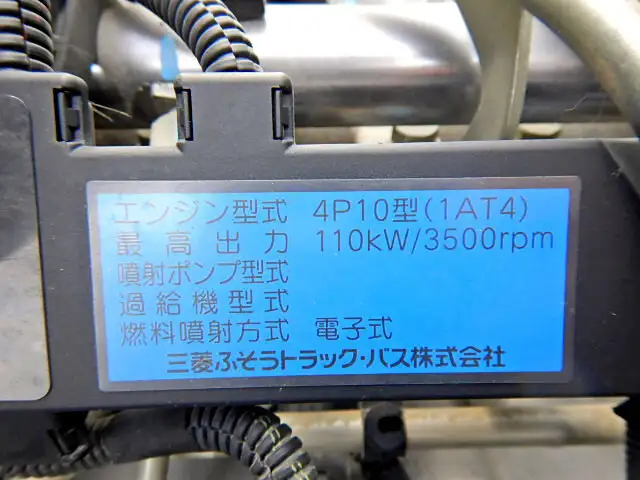 エンジン型式 4P10型(1AT4)
最高出力 110kW/3500rpm
噴射ポンプ型式
過給機型式
燃料噴射方式 電子式
三菱ふそうトラック・バス株式会社